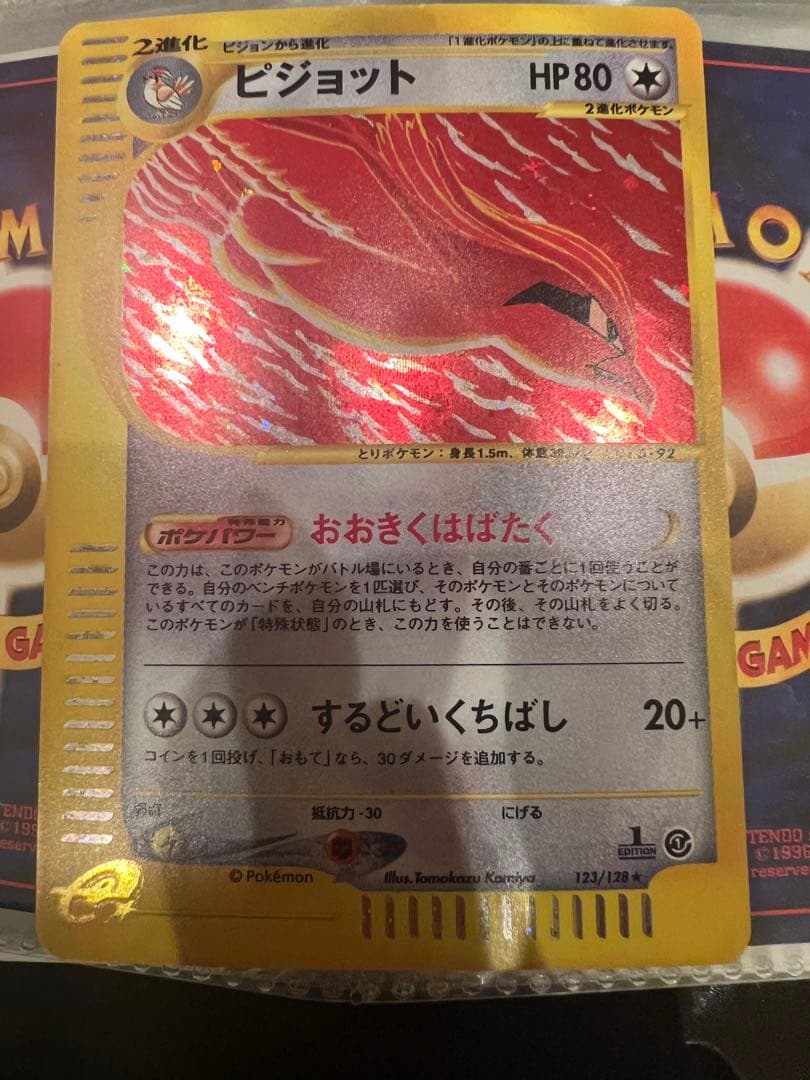 2進化 ピジョンから進化 「1進化ポケモン」の上に重ねて進化させます。
ピジョット HP80
2進化ポケモン
とりポケモン:身長1.5m、体重
特殊能力
ポケパワー おおきくはばたく
この力は、このポケモンがバトル場にいるとき、自分の番ごとに1回使うことが
できる。自分のベンチポケモンを1匹選び、そのポケモンとそのポケモンについて
いるすべてのカードを、自分の山札にもどす。その後、その山札をよく切る。
このポケモンが「特殊状態」のとき、この力を使うことはできない。
するどいくちばし 20+
コインを1回投げ、「おもて」なら、30ダメージを追加する。
弱点 抵抗力 -30 にげる
1
EDITION
© Pokémon Illus. Tomokazu Komiya 123/128 ★
M
GA
MO
GAM